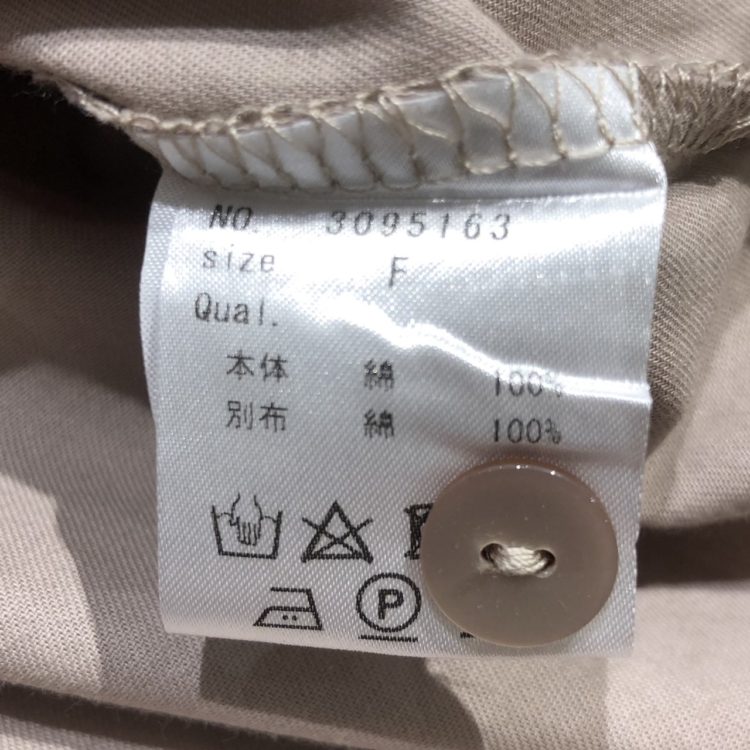 NO. 3095163
size F
Qual.
本体 綿 100%
別布 綿 100%
P